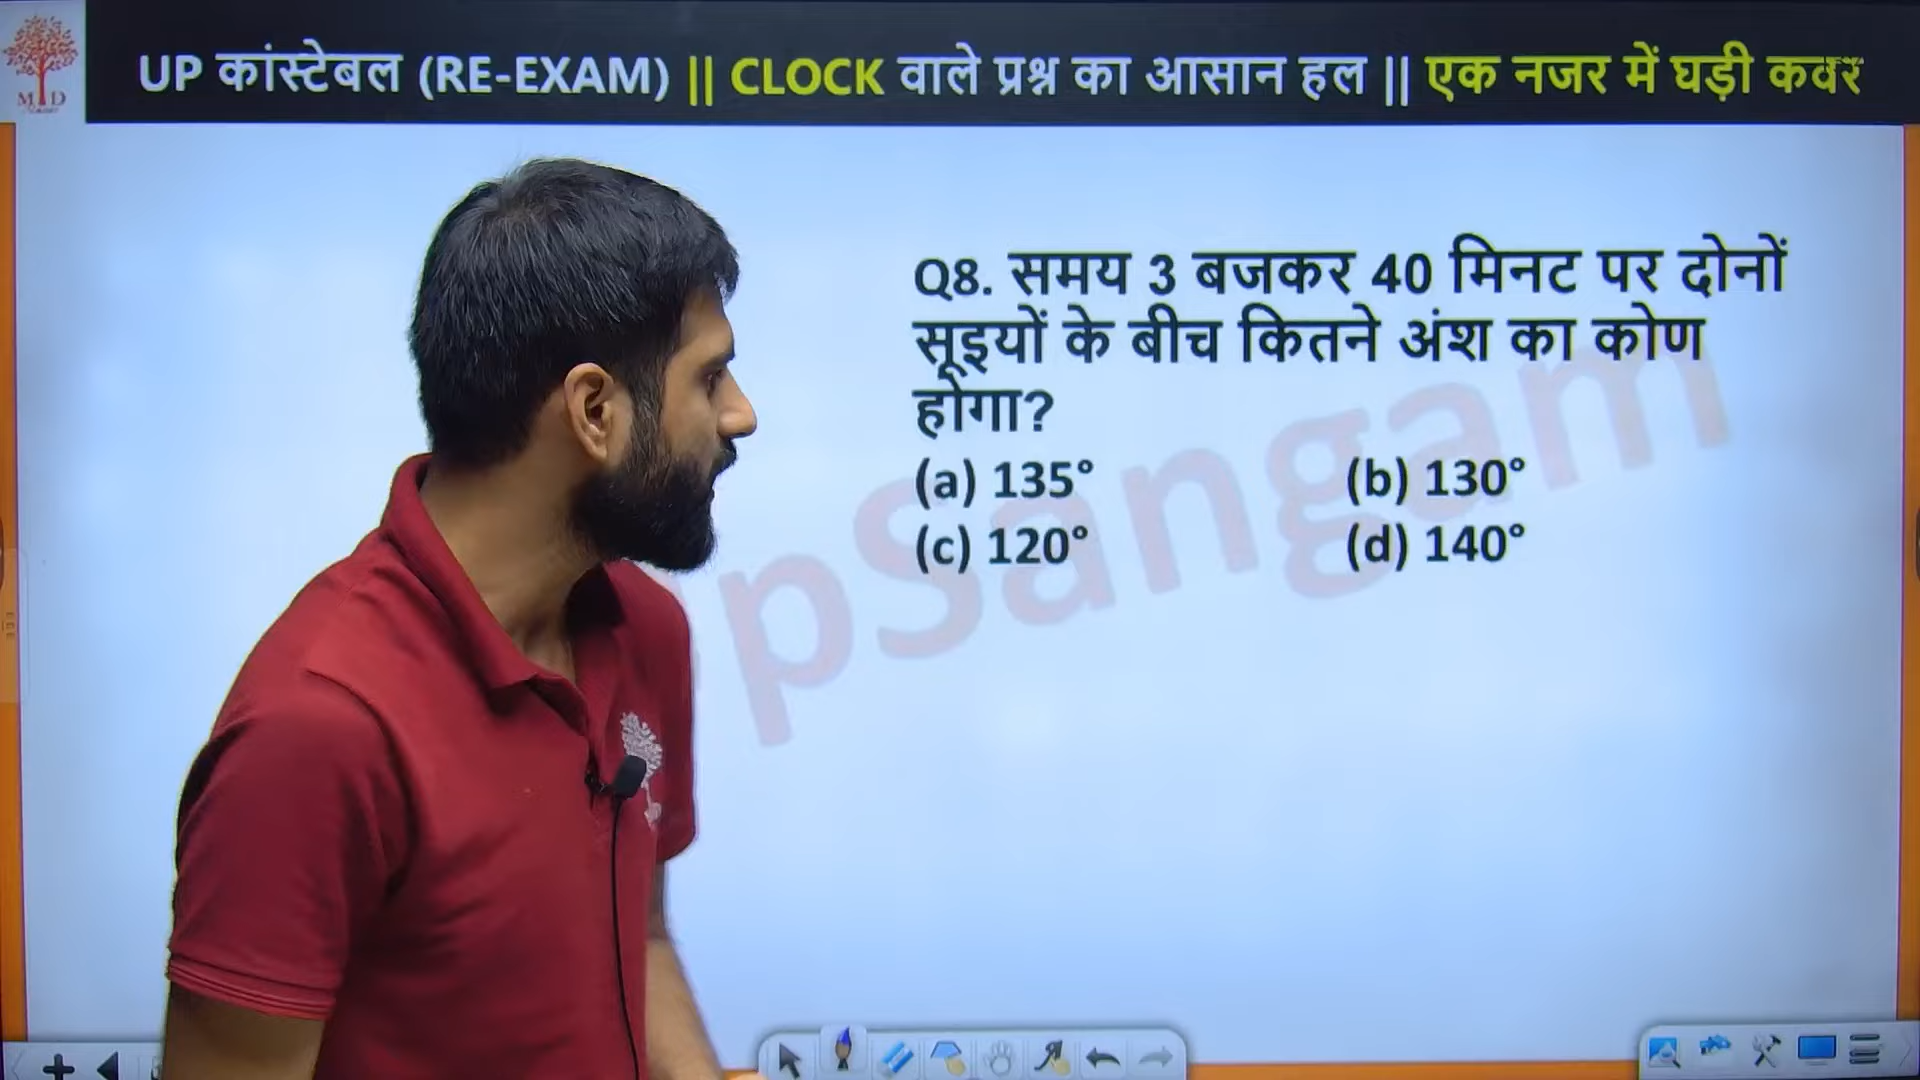 UP कांस्टेबल (RE-EXAM) || CLOCK वाले प्रश्न का आसान हल || एक नजर में घड़ी कवर
M D
Q8. समय 3 बजकर 40 मिनट पर दोनों
सूइयों के बीच कितने अंश का कोण
होगा?
(a) 135° (b) 130°
(c) 120° (d) 140°
pSangam